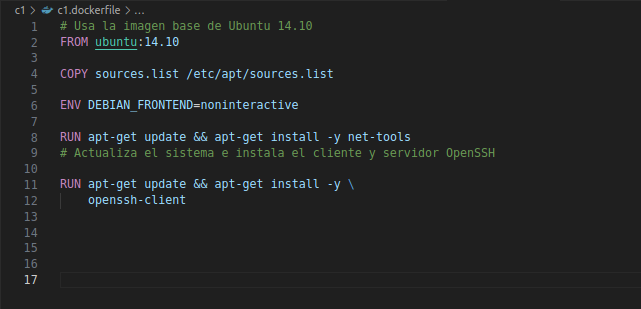 c1 > c1.dockerfile > ...
1 # Usa la imagen base de Ubuntu 14.10
2 FROM ubuntu:14.10
3
4 COPY sources.list /etc/apt/sources.list
5
6 ENV DEBIAN_FRONTEND=noninteractive
7
8 RUN apt-get update && apt-get install -y net-tools
9 # Actualiza el sistema e instala el cliente y servidor OpenSSH
10
11 RUN apt-get update && apt-get install -y \
12     openssh-client
13
14
15
16
17